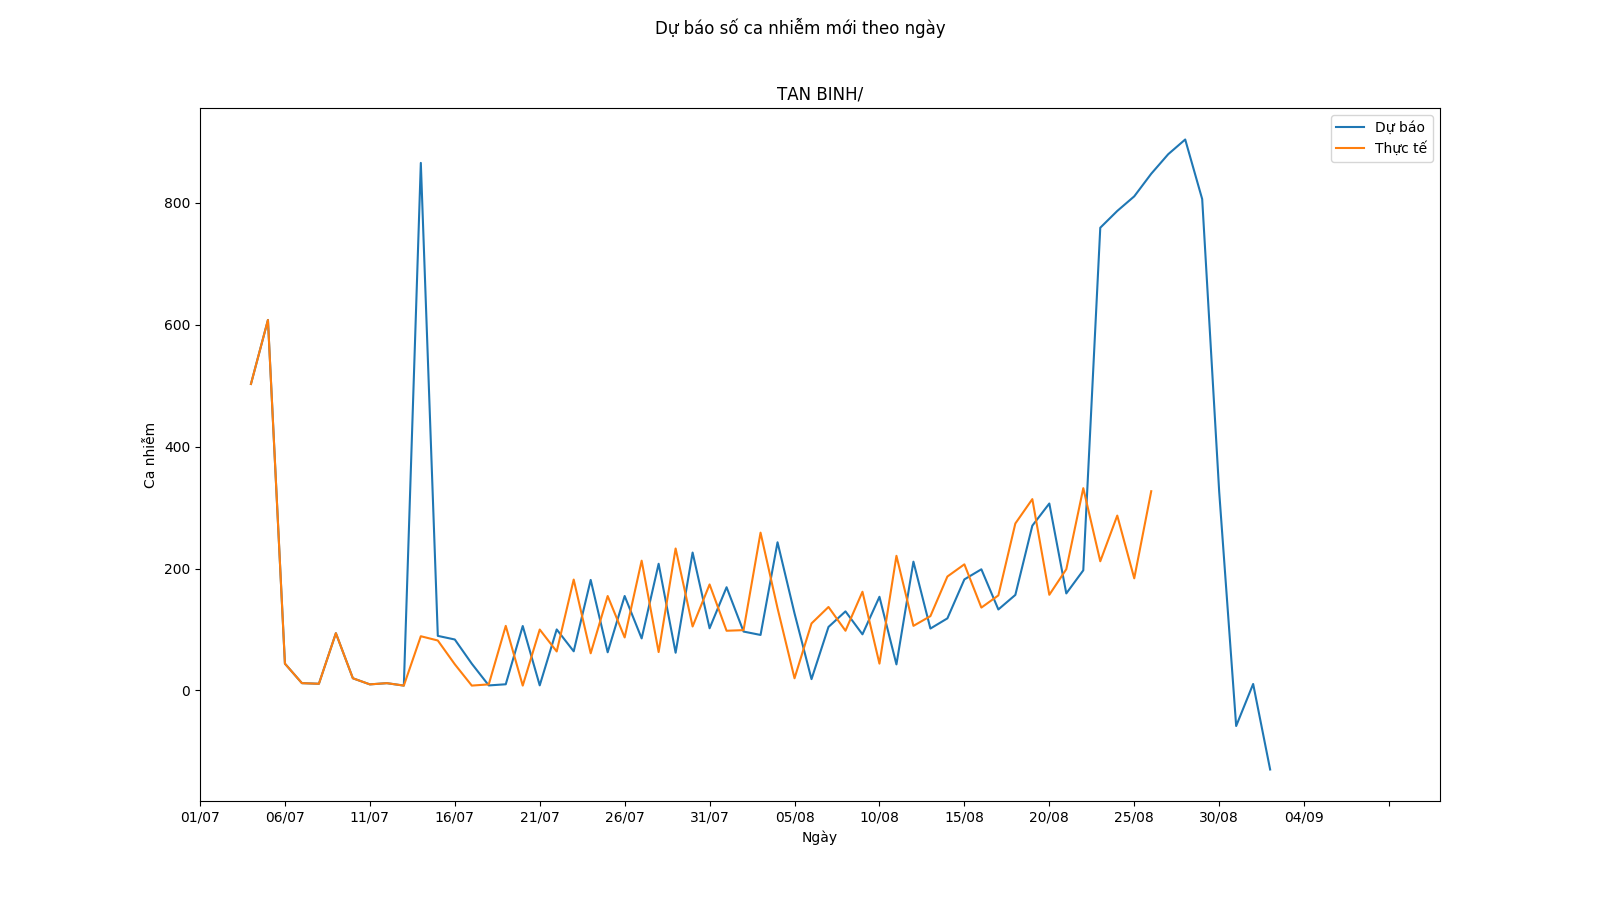 Dự báo số ca nhiễm mới theo ngày
TAN BINH/
Dự báo
Thực tế
800
600
400
200
0
Ca nhiễm
01/07 06/07 11/07 16/07 21/07 26/07 31/07 05/08 10/08 15/08 20/08 25/08 30/08 04/09
Ngày